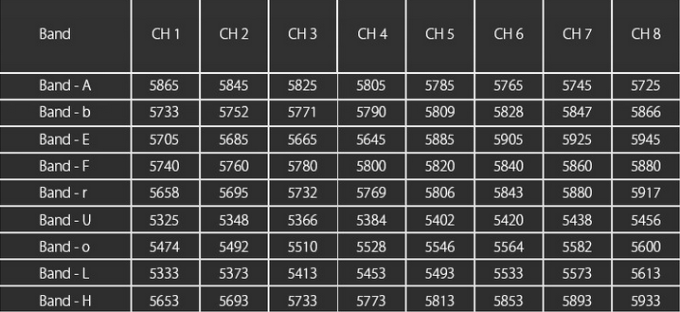 Band CH 1 CH 2 CH 3 CH 4 CH 5 CH 6 CH 7 CH 8
Band - A 5865 5845 5825 5805 5785 5765 5745 5725
Band - b 5733 5752 5771 5790 5809 5828 5847 5866
Band - E 5705 5685 5665 5645 5885 5905 5925 5945
Band - F 5740 5760 5780 5800 5820 5840 5860 5880
Band - r 5658 5695 5732 5769 5806 5843 5880 5917
Band - U 5325 5348 5366 5384 5402 5420 5438 5456
Band - o 5474 5492 5510 5528 5546 5564 5582 5600
Band - L 5333 5373 5413 5453 5493 5533 5573 5613
Band - H 5653 5693 5733 5773 5813 5853 5893 5933